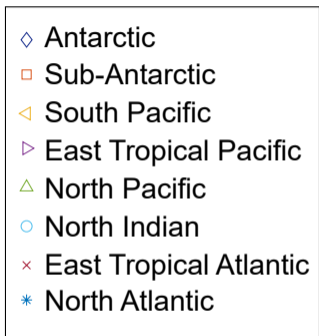 Antarctic
Sub-Antarctic
South Pacific
East Tropical Pacific
North Pacific
North Indian
East Tropical Atlantic
North Atlantic